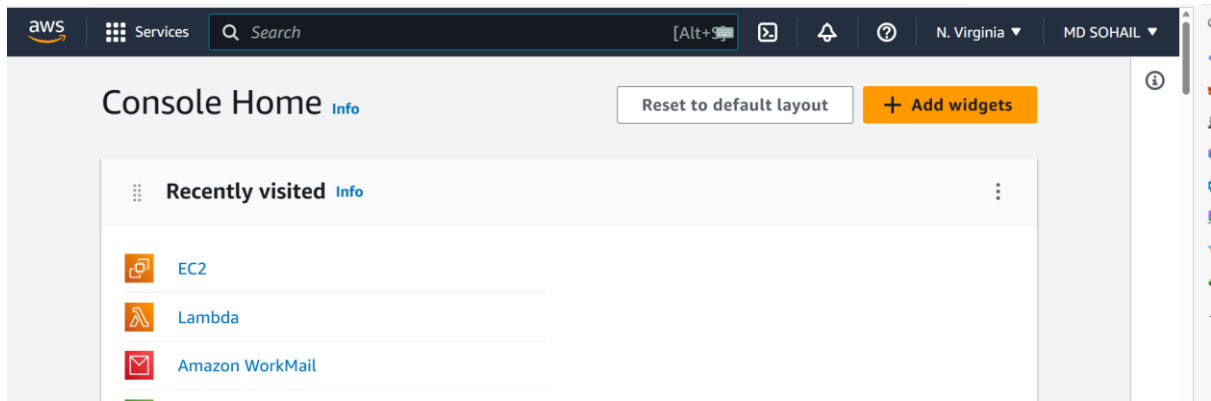 aws Services Search [Alt+S] N. Virginia ▼ MD SOHAIL ▼
Console Home Info Reset to default layout + Add widgets
Recently visited Info
EC2
Lambda
Amazon WorkMail